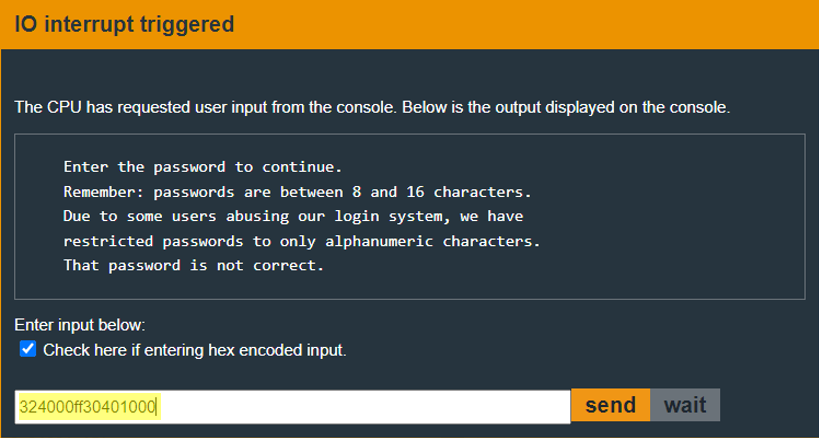 IO interrupt triggered
The CPU has requested user input from the console. Below is the output displayed on the console.
Enter the password to continue.
Remember: passwords are between 8 and 16 characters.
Due to some users abusing our login system, we have
restricted passwords to only alphanumeric characters.
That password is not correct.
Enter input below:
Check here if entering hex encoded input.
324000ff30401000
send wait